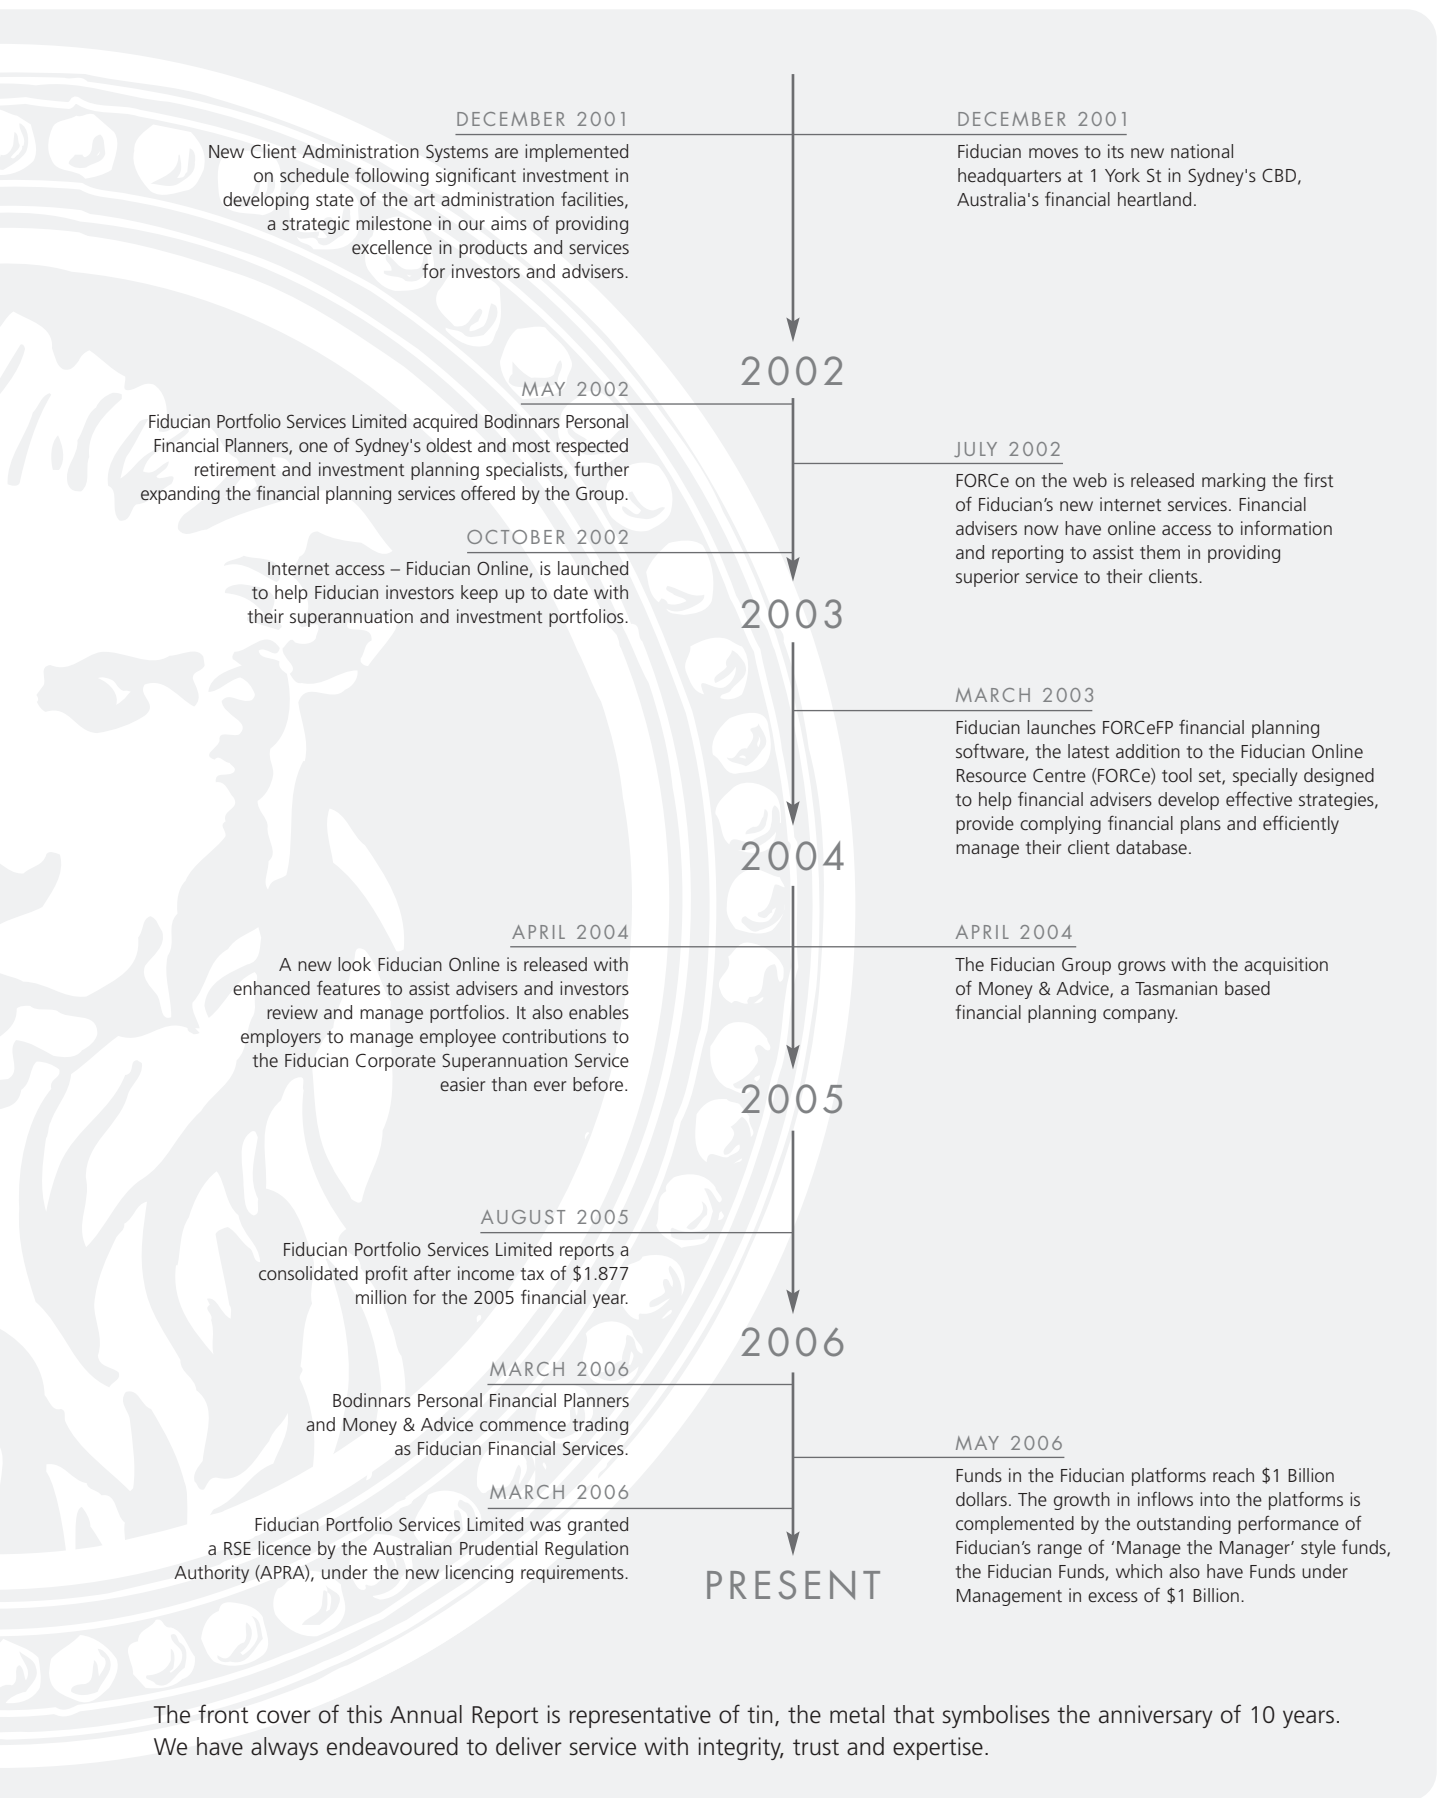 DECEMBER 2001
New Client Administration Systems are implemented
on schedule following significant investment in
developing state of the art administration facilities,
a strategic milestone in our aims of providing
excellence in products and services
for investors and advisers.
DECEMBER 2001
Fiducian moves to its new national
headquarters at 1 York St in Sydney's CBD,
Australia's financial heartland.
2002
MAY 2002
Fiducian Portfolio Services Limited acquired Bodinnars Personal
Financial Planners, one of Sydney's oldest and most respected
retirement and investment planning specialists, further
expanding the financial planning services offered by the Group.
JULY 2002
FORCe on the web is released marking the first
of Fiducian’s new internet services. Financial
advisers now have online access to information
and reporting to assist them in providing
superior service to their clients.
OCTOBER 2002
Internet access – Fiducian Online, is launched
to help Fiducian investors keep up to date with
their superannuation and investment portfolios.
2003
MARCH 2003
Fiducian launches FORCeFP financial planning
software, the latest addition to the Fiducian Online
Resource Centre (FORCe) tool set, specially designed
to help financial advisers develop effective strategies,
provide complying financial plans and efficiently
manage their client database.
2004
APRIL 2004
A new look Fiducian Online is released with
enhanced features to assist advisers and investors
review and manage portfolios. It also enables
employers to manage employee contributions to
the Fiducian Corporate Superannuation Service
easier than ever before.
APRIL 2004
The Fiducian Group grows with the acquisition
of Money & Advice, a Tasmanian based
financial planning company.
2005
AUGUST 2005
Fiducian Portfolio Services Limited reports a
consolidated profit after income tax of $1.877
million for the 2005 financial year.
2006
MARCH 2006
Bodinnars Personal Financial Planners
and Money & Advice commence trading
as Fiducian Financial Services.
MAY 2006
Funds in the Fiducian platforms reach $1 Billion
dollars. The growth in inflows into the platforms is
complemented by the outstanding performance of
Fiducian’s range of ‘Manage the Manager’ style funds,
the Fiducian Funds, which also have Funds under
Management in excess of $1 Billion.
MARCH 2006
Fiducian Portfolio Services Limited was granted
a RSE licence by the Australian Prudential Regulation
Authority (APRA), under the new licencing requirements.
PRESENT
The front cover of this Annual Report is representative of tin, the metal that symbolises the anniversary of 10 years.
We have always endeavoured to deliver service with integrity, trust and expertise.